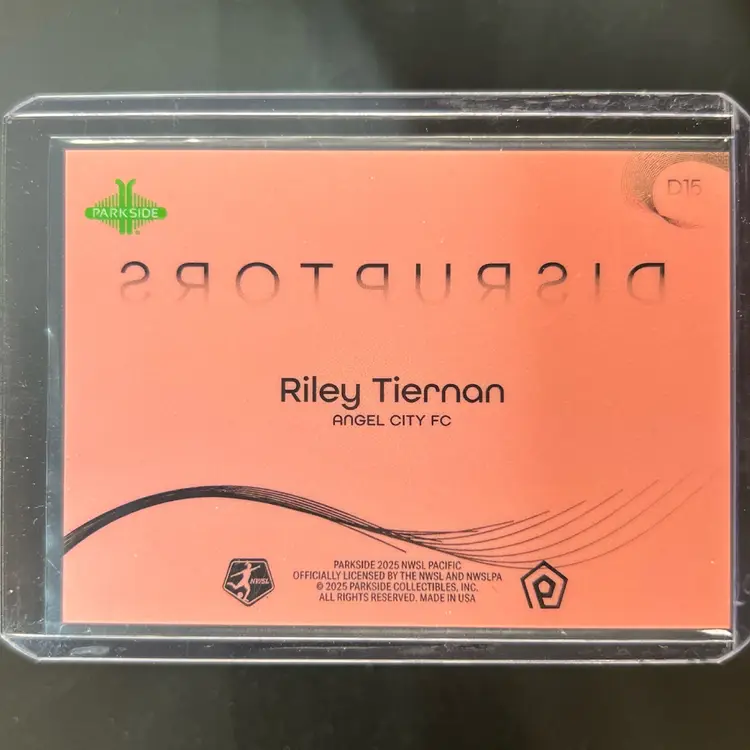 PARKSIDE
D15
DISRUPTORS
Riley Tiernan
ANGEL CITY FC
PARKSIDE 2025 NWSL PACIFIC
OFFICIALLY LICENSED BY THE NWSL AND NWSLPA
© 2025 PARKSIDE COLLECTIBLES, INC.
ALL RIGHTS RESERVED. MADE IN USA
NWSL